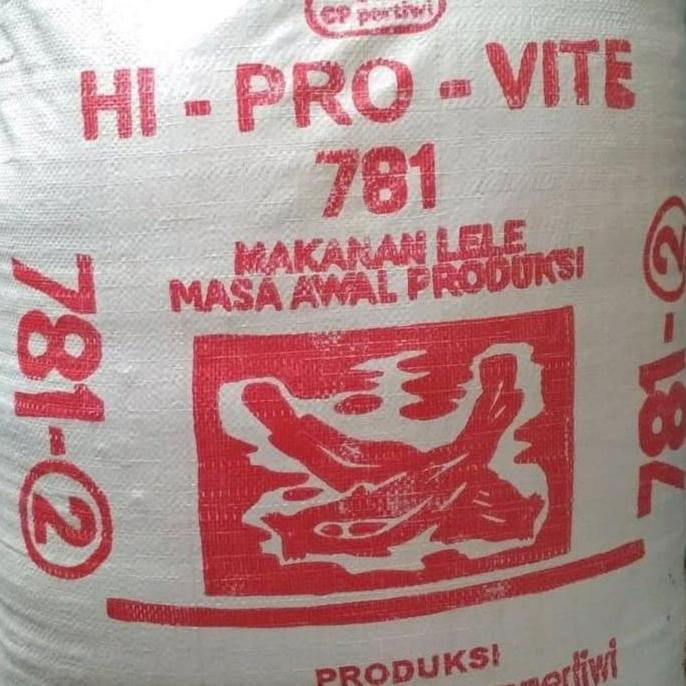 CP pertiwi
HI - PRO - VITE
781
MAKANAN LELE
MASA AWAL PRODUKSI
781-②
781-②
PRODUKSI